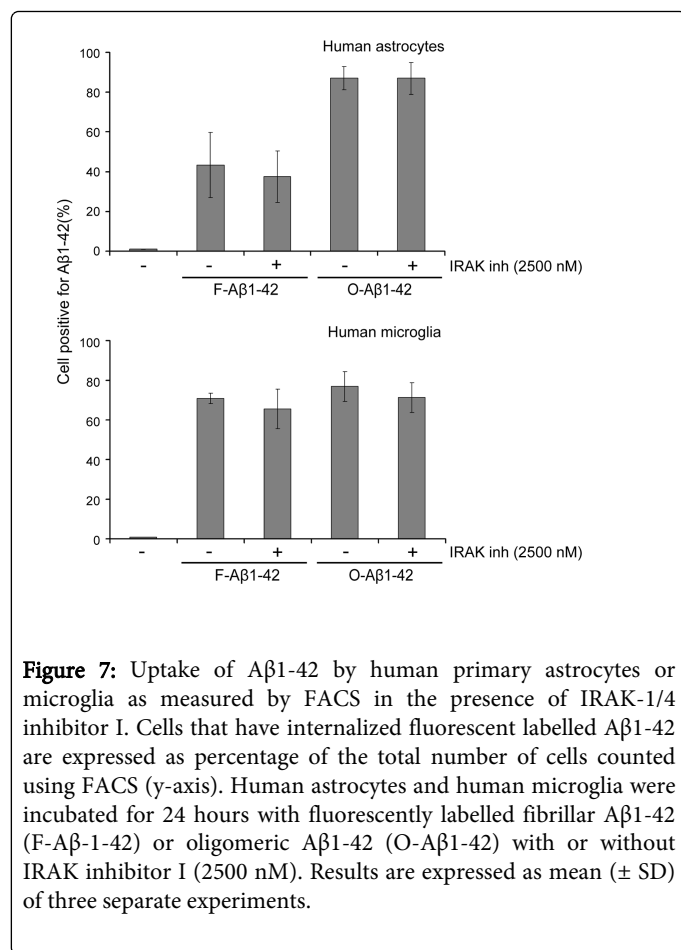 Human astrocytes
100
80
60
40
20
0
- - + - + IRAK inh (2500 nM)
F-Aβ1-42 O-Aβ1-42
Cell positive for Aβ1-42(%)
Human microglia
100
80
60
40
20
0
- - + - + IRAK inh (2500 nM)
F-Aβ1-42 O-Aβ1-42
Figure 7: Uptake of Aβ1-42 by human primary astrocytes or
microglia as measured by FACS in the presence of IRAK-1/4
inhibitor I. Cells that have internalized fluorescent labelled Aβ1-42
are expressed as percentage of the total number of cells counted
using FACS (y-axis). Human astrocytes and human microglia were
incubated for 24 hours with fluorescently labelled fibrillar Aβ1-42
(F-Aβ-1-42) or oligomeric Aβ1-42 (O-Aβ1-42) with or without
IRAK inhibitor I (2500 nM). Results are expressed as mean (± SD)
of three separate experiments.